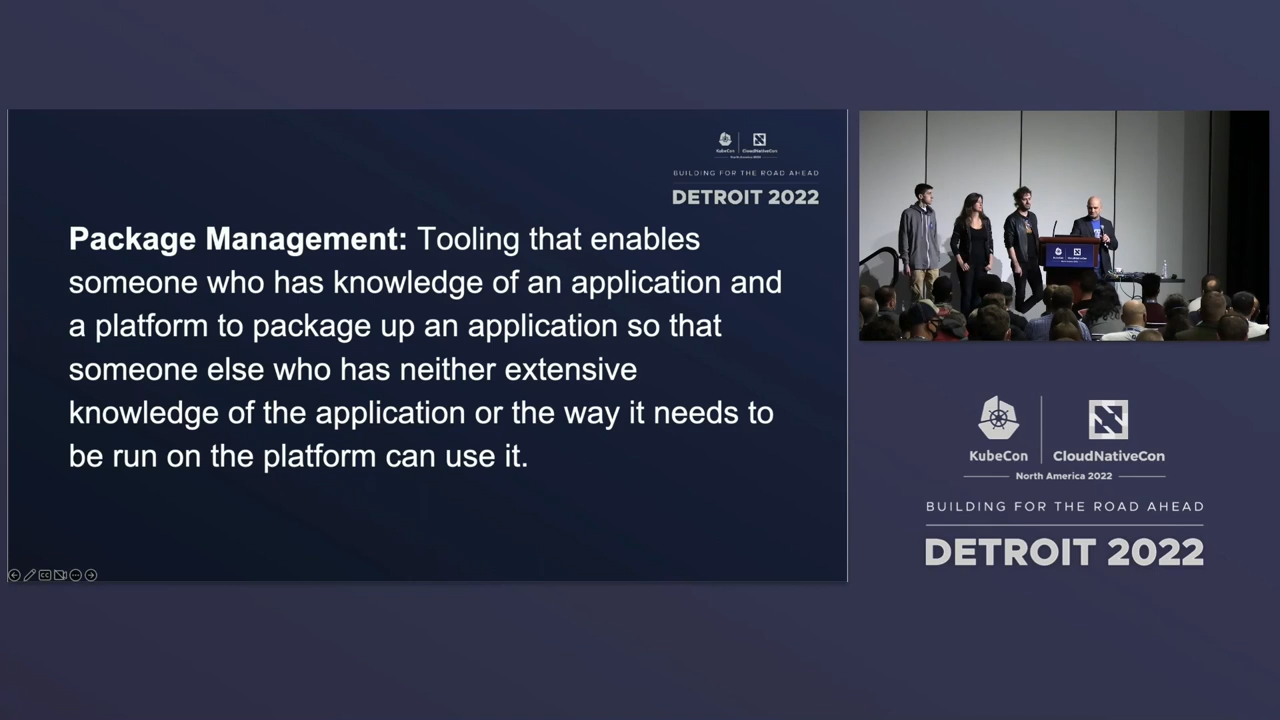 KubeCon
CloudNativeCon
North America 2022
BUILDING FOR THE ROAD AHEAD
DETROIT 2022
Package Management: Tooling that enables
someone who has knowledge of an application and
a platform to package up an application so that
someone else who has neither extensive
knowledge of the application or the way it needs to
be run on the platform can use it.
KubeCon
CloudNativeCon
North America 2022
BUILDING FOR THE ROAD AHEAD
DETROIT 2022